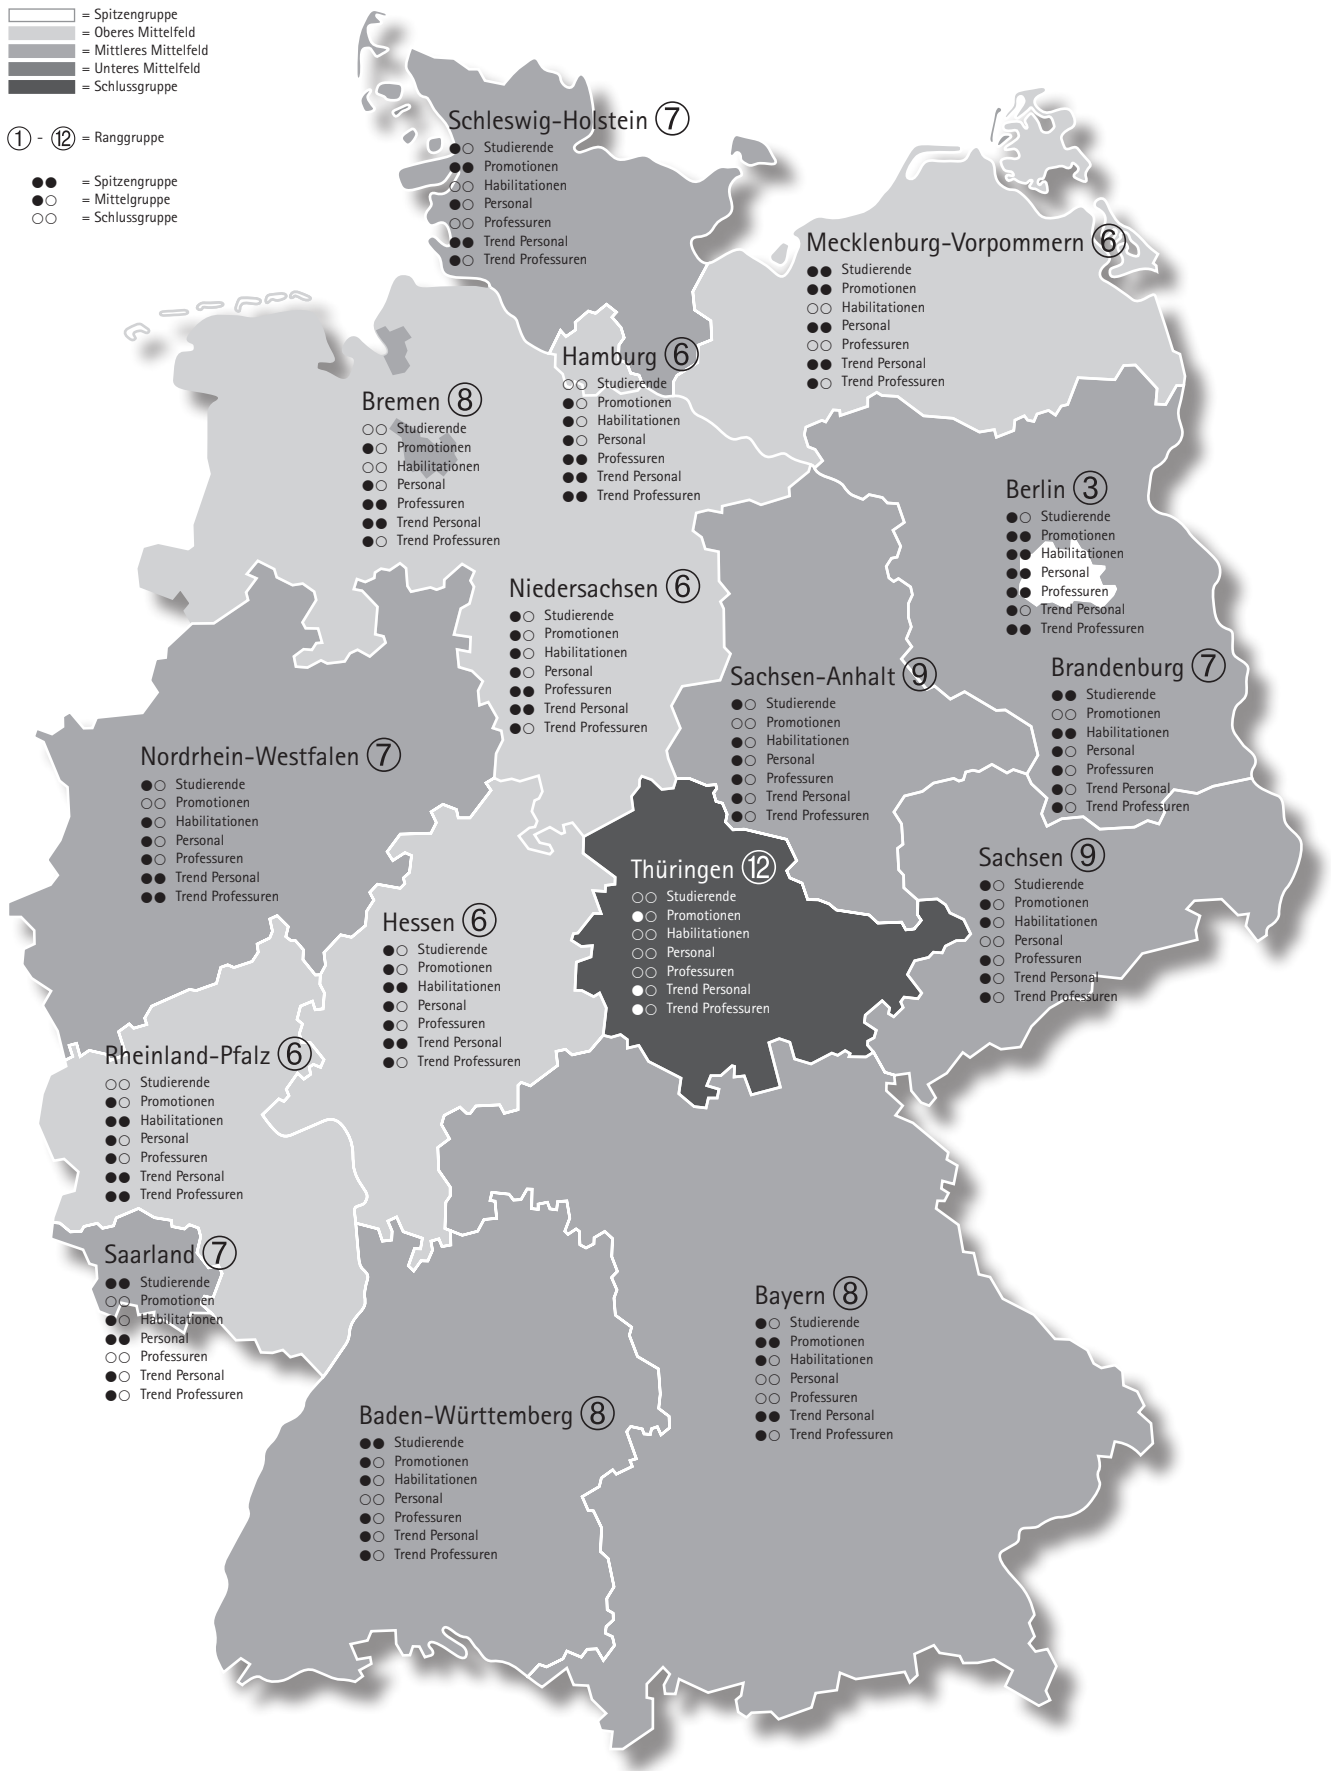 = Spitzengruppe
= Oberes Mittelfeld
= Mittleres Mittelfeld
= Unteres Mittelfeld
= Schlussgruppe
① - ⑫ = Ranggruppe
●● = Spitzengruppe
●○ = Mittelgruppe
○○ = Schlussgruppe
Schleswig-Holstein ⑦
●○ Studierende
●● Promotionen
○○ Habilitationen
●○ Personal
○○ Professuren
●● Trend Personal
●○ Trend Professuren
Mecklenburg-Vorpommern ⑥
●● Studierende
●● Promotionen
○○ Habilitationen
●● Personal
○○ Professuren
●● Trend Personal
●○ Trend Professuren
Hamburg ⑥
○○ Studierende
●○ Promotionen
●○ Habilitationen
●○ Personal
●● Professuren
●● Trend Personal
●● Trend Professuren
Bremen ⑧
○○ Studierende
●○ Promotionen
○○ Habilitationen
●○ Personal
●● Professuren
●● Trend Personal
●○ Trend Professuren
Berlin ③
●○ Studierende
●● Promotionen
●● Habilitationen
●● Personal
●● Professuren
●○ Trend Personal
●● Trend Professuren
Niedersachsen ⑥
●○ Studierende
●○ Promotionen
●○ Habilitationen
●○ Personal
●● Professuren
●● Trend Personal
●○ Trend Professuren
Sachsen-Anhalt ⑨
●○ Studierende
○○ Promotionen
●○ Habilitationen
●○ Personal
●○ Professuren
●○ Trend Personal
●○ Trend Professuren
Brandenburg ⑦
●● Studierende
○○ Promotionen
●● Habilitationen
●○ Personal
●○ Professuren
●○ Trend Personal
●○ Trend Professuren
Nordrhein-Westfalen ⑦
●○ Studierende
○○ Promotionen
●○ Habilitationen
●○ Personal
●○ Professuren
●● Trend Personal
●● Trend Professuren
Sachsen ⑨
●○ Studierende
●○ Promotionen
●○ Habilitationen
○○ Personal
●○ Professuren
●○ Trend Personal
●○ Trend Professuren
Thüringen ⑫
○○ Studierende
●○ Promotionen
○○ Habilitationen
○○ Personal
○○ Professuren
●○ Trend Personal
●○ Trend Professuren
Hessen ⑥
●○ Studierende
●○ Promotionen
●● Habilitationen
●○ Personal
●○ Professuren
●● Trend Personal
●○ Trend Professuren
Rheinland-Pfalz ⑥
○○ Studierende
●○ Promotionen
●● Habilitationen
●○ Personal
●○ Professuren
●● Trend Personal
●● Trend Professuren
Saarland ⑦
●● Studierende
○○ Promotionen
●○ Habilitationen
●● Personal
○○ Professuren
●○ Trend Personal
●○ Trend Professuren
Bayern ⑧
●○ Studierende
●● Promotionen
●○ Habilitationen
○○ Personal
○○ Professuren
●● Trend Personal
●○ Trend Professuren
Baden-Württemberg ⑧
●● Studierende
●○ Promotionen
●○ Habilitationen
○○ Personal
●○ Professuren
●○ Trend Personal
●○ Trend Professuren